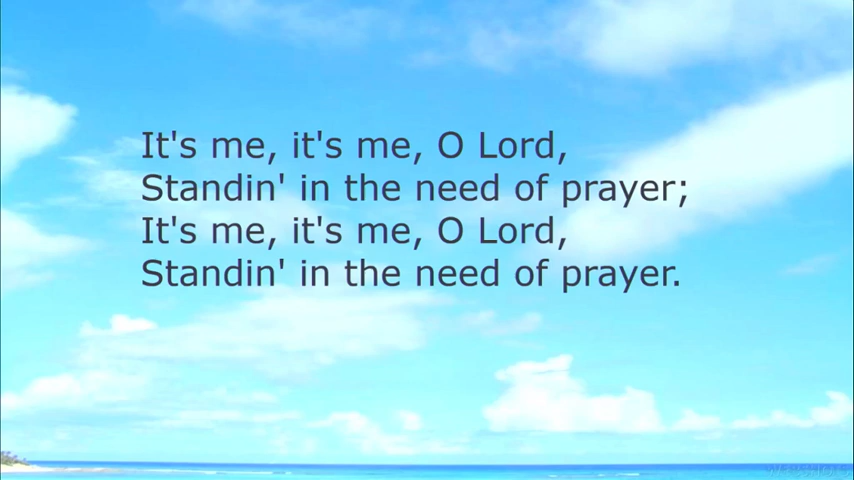 It's me, it's me, O Lord,
Standin' in the need of prayer;
It's me, it's me, O Lord,
Standin' in the need of prayer.